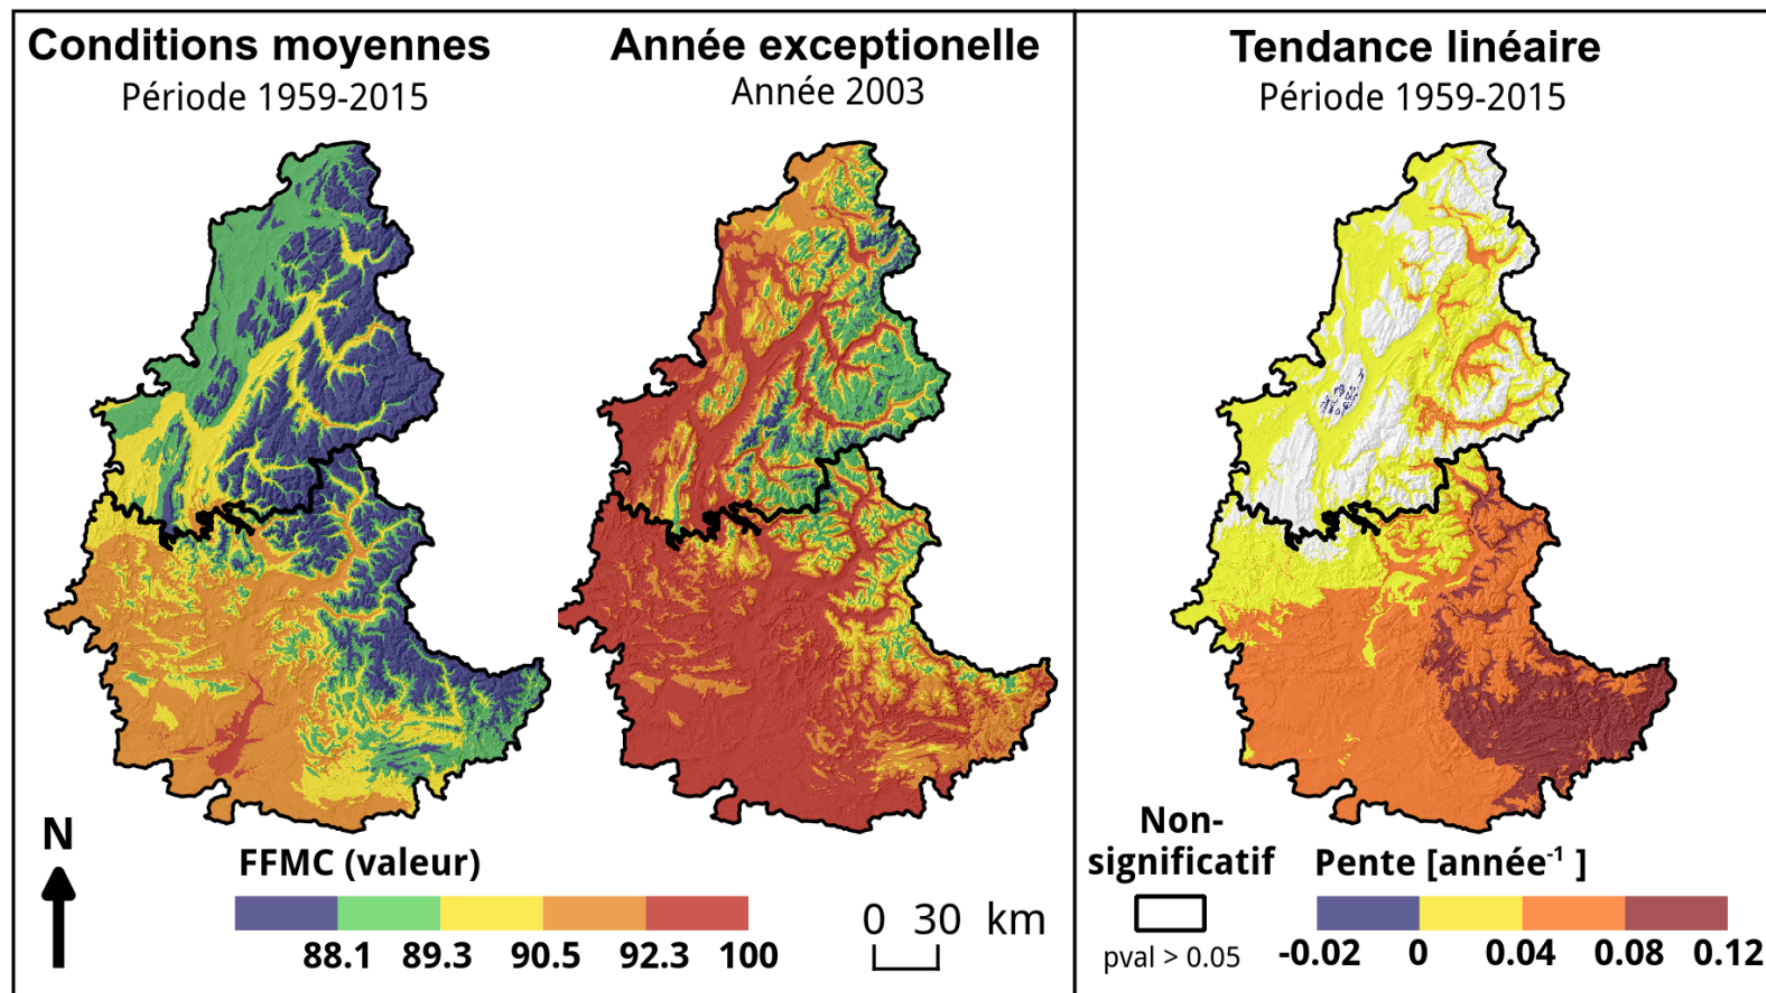 Conditions moyennes
Période 1959-2015
Année exceptionelle
Année 2003
Tendance linéaire
Période 1959-2015
N
FFMC (valeur)
88.1 89.3 90.5 92.3 100
0 30 km
Non-
significatif
pval > 0.05
Pente [année⁻¹ ]
-0.02 0 0.04 0.08 0.12